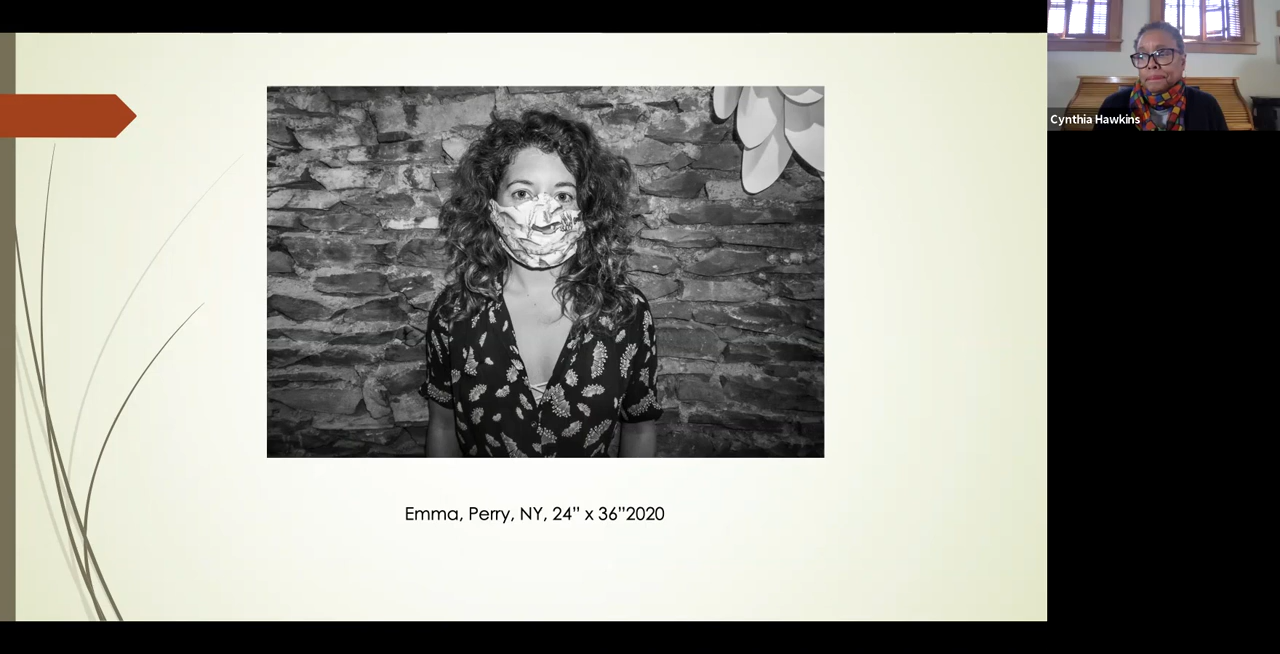 Cynthia Hawkins
Emma, Perry, NY, 24” x 36”2020